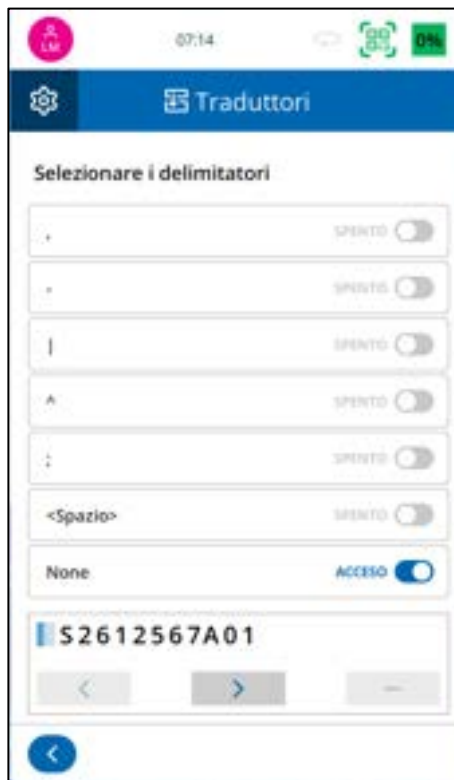 LM
07:14
0%
Traduttori
Selezionare i delimitatori
, SPENTO
- SPENTO
| SPENTO
^ SPENTO
; SPENTO
<Spazio> SPENTO
None ACCESO
S2612567A01